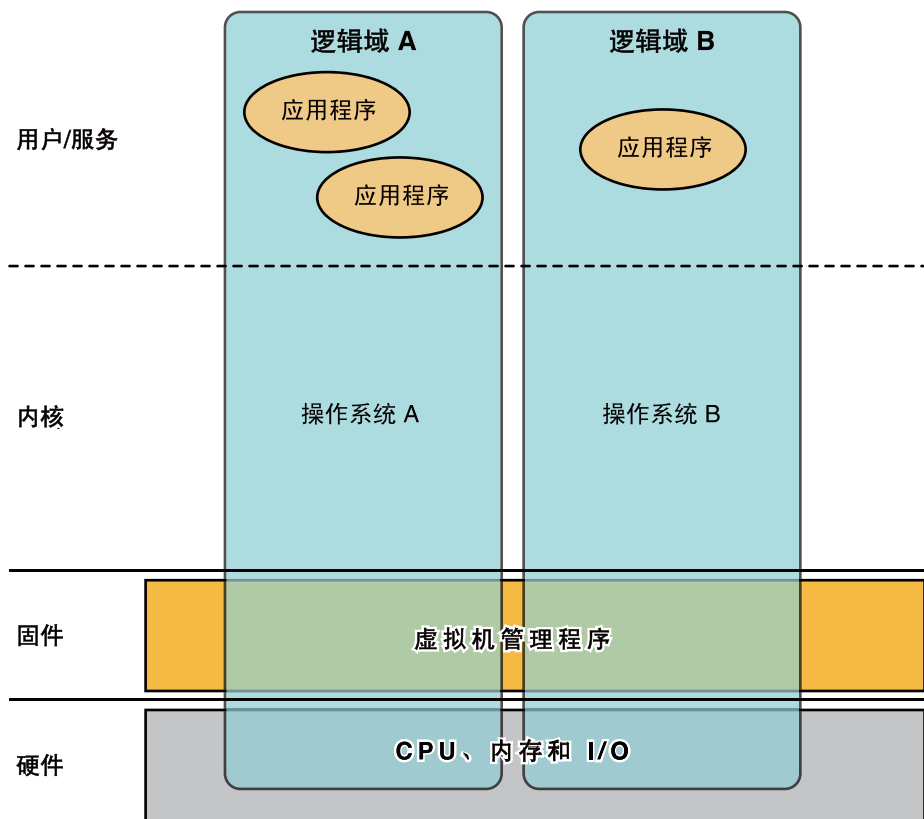 逻辑域 A
逻辑域 B
应用程序
应用程序
用户/服务
应用程序
内核
操作系统 A
操作系统 B
固件
虚拟机管理程序
硬件
CPU、内存和 I/O